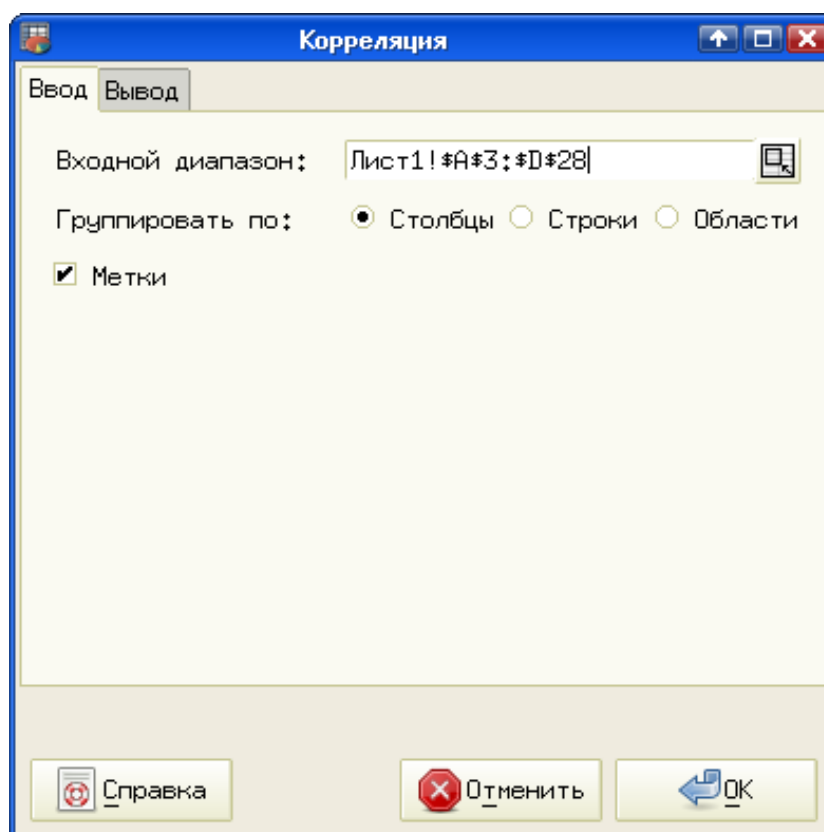 Корреляция
Ввод Вывод
Входной диапазон: Лист1!$A$3:$D$28
Группировать по: Столбцы Строки Области
Метки
Справка Отменить OK